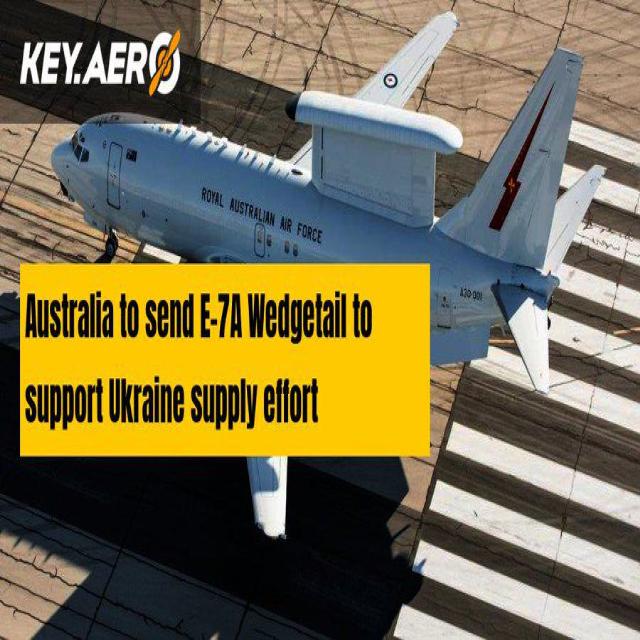 KEY.AERO
ROYAL AUSTRALIAN AIR FORCE
A30-001
Australia to send E-7A Wedgetail to
support Ukraine supply effort